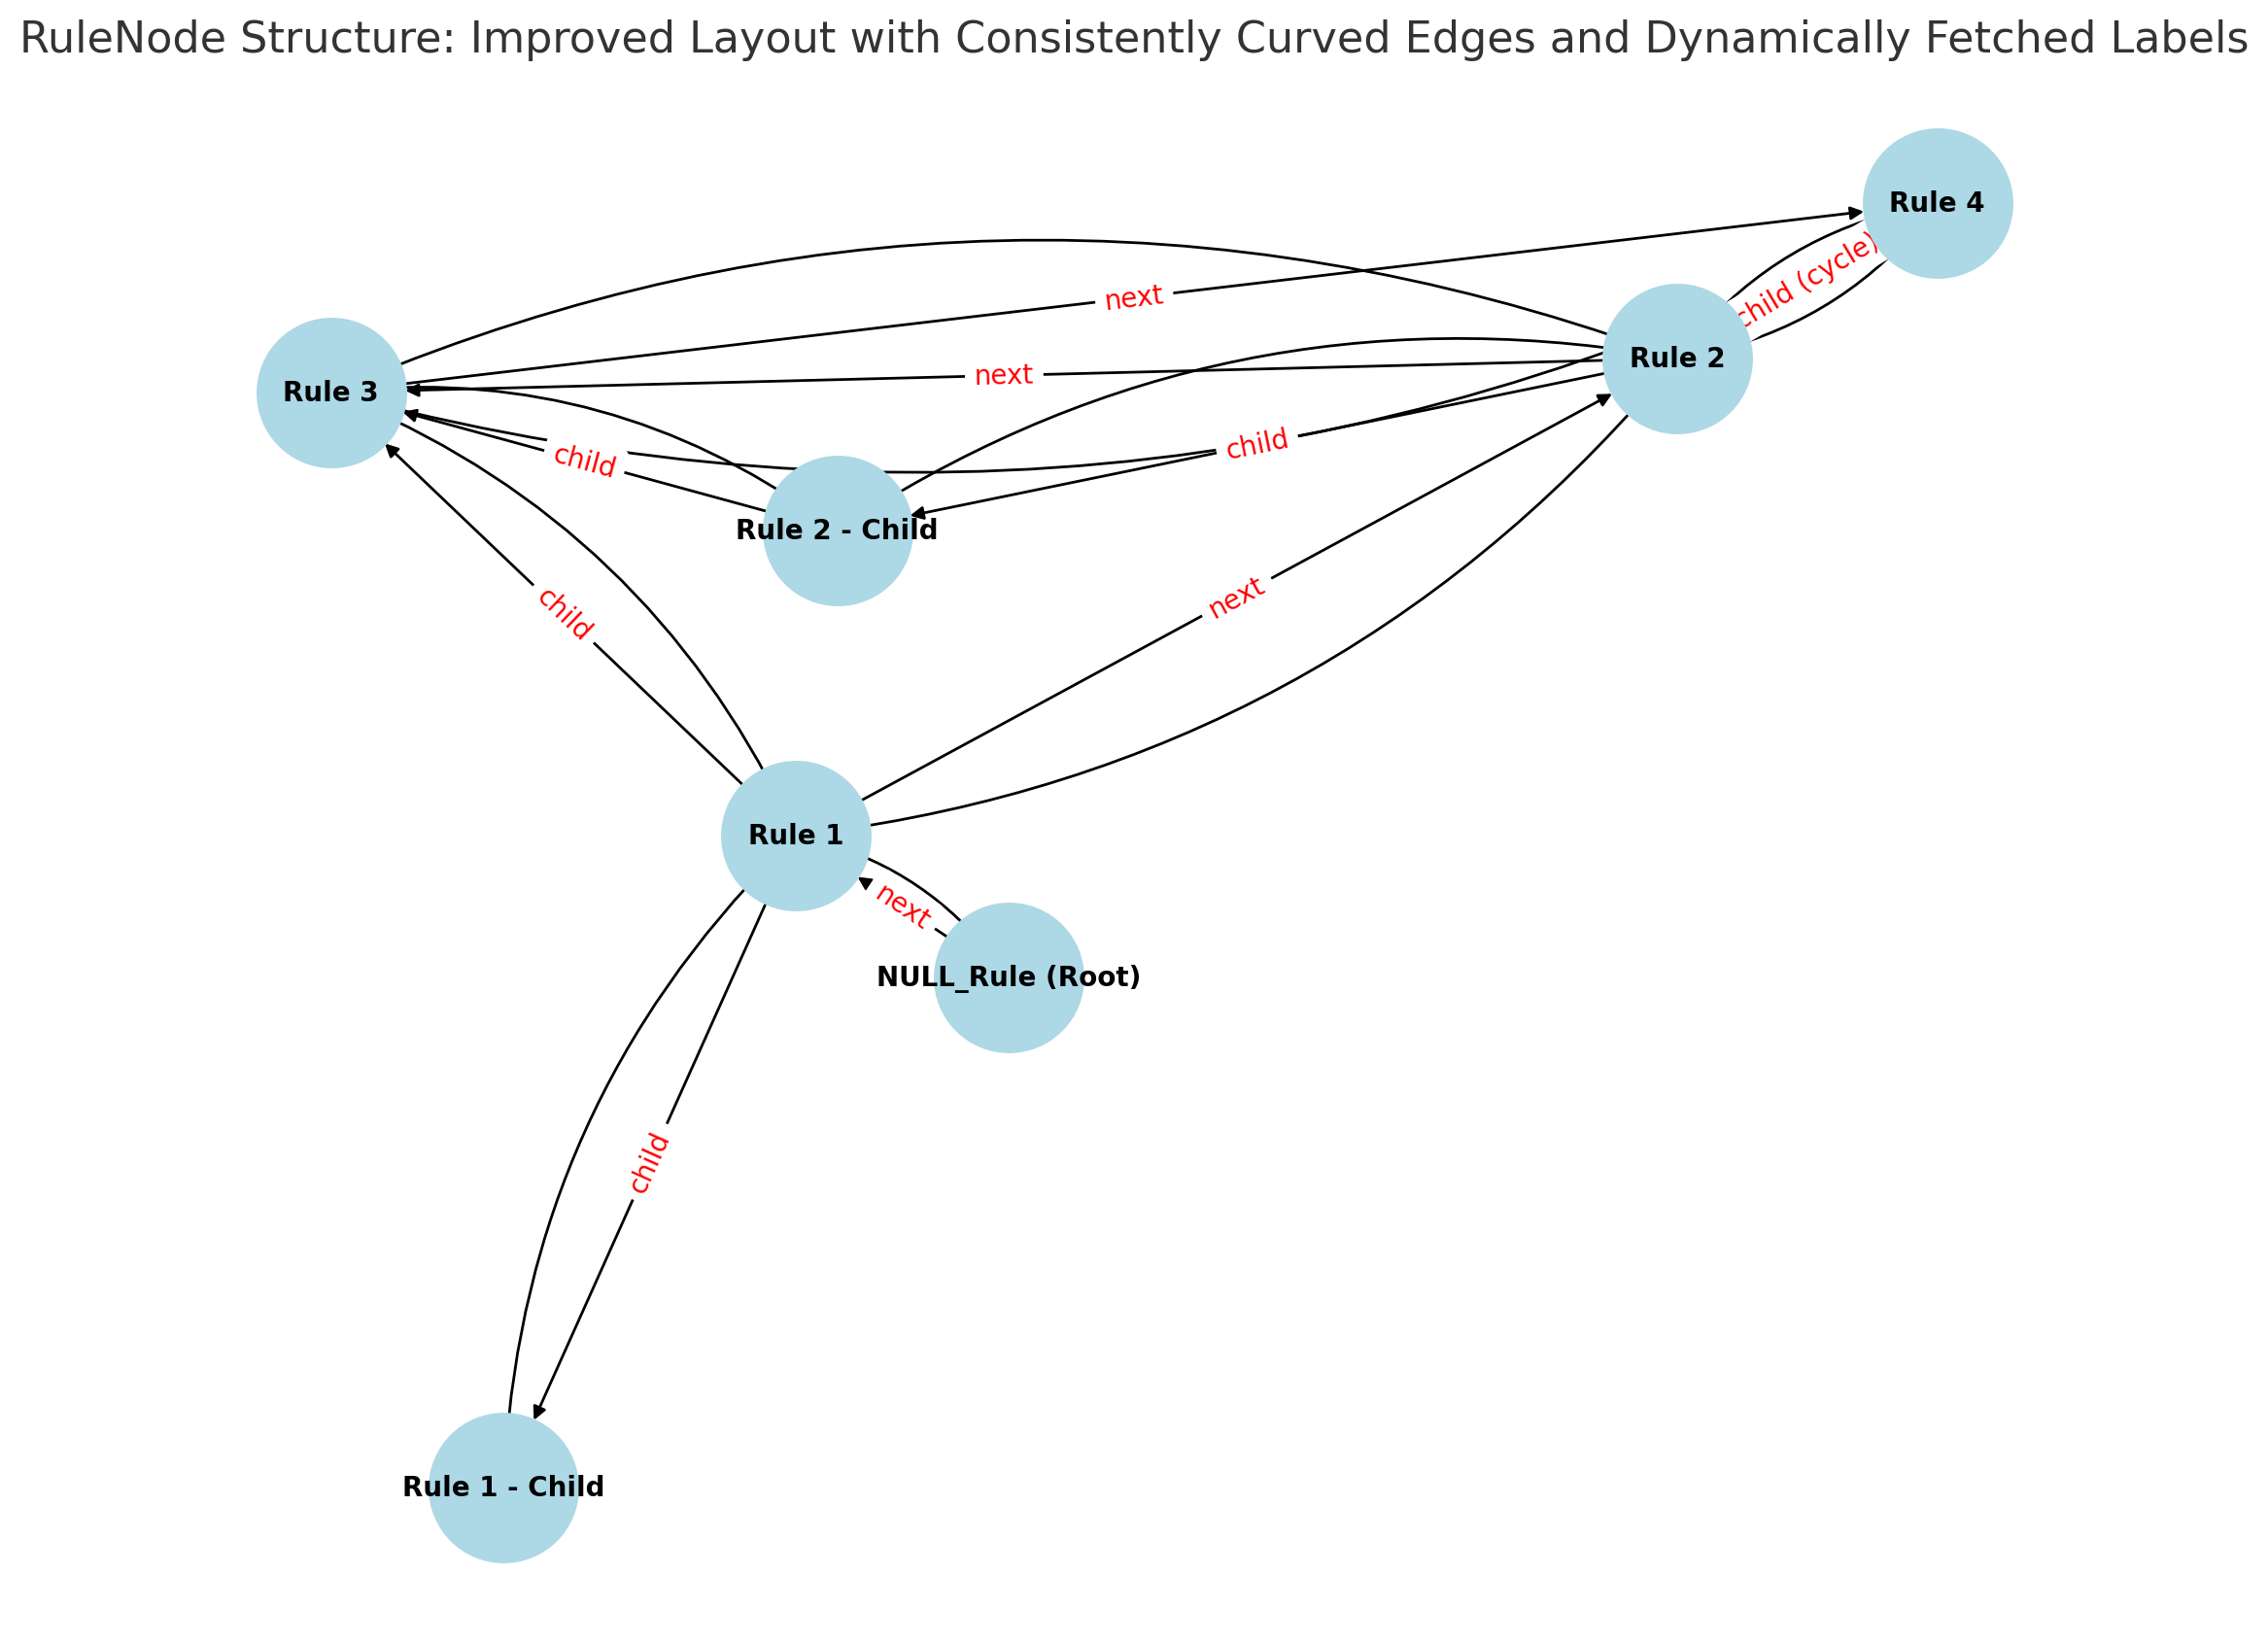 RuleNode Structure: Improved Layout with Consistently Curved Edges and Dynamically Fetched Labels
Rule 4
child (cycle)
next
Rule 2
next
Rule 3
child
child
Rule 2 - Child
next
child
Rule 1
next
NULL_Rule (Root)
child
Rule 1 - Child